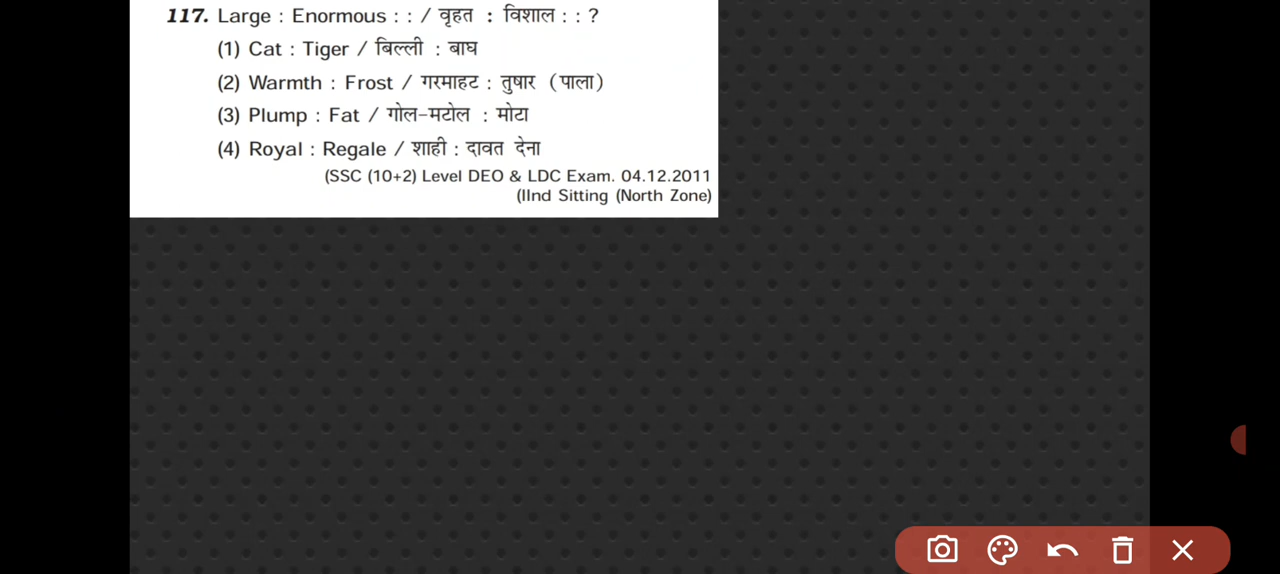 117. Large : Enormous : : / वृहत : विशाल : : ?
(1) Cat : Tiger / बिल्ली : बाघ
(2) Warmth : Frost / गरमाहट : तुषार (पाला)
(3) Plump : Fat / गोल-मटोल : मोटा
(4) Royal : Regale / शाही : दावत देना
(SSC (10+2) Level DEO & LDC Exam. 04.12.2011
(IInd Sitting (North Zone)